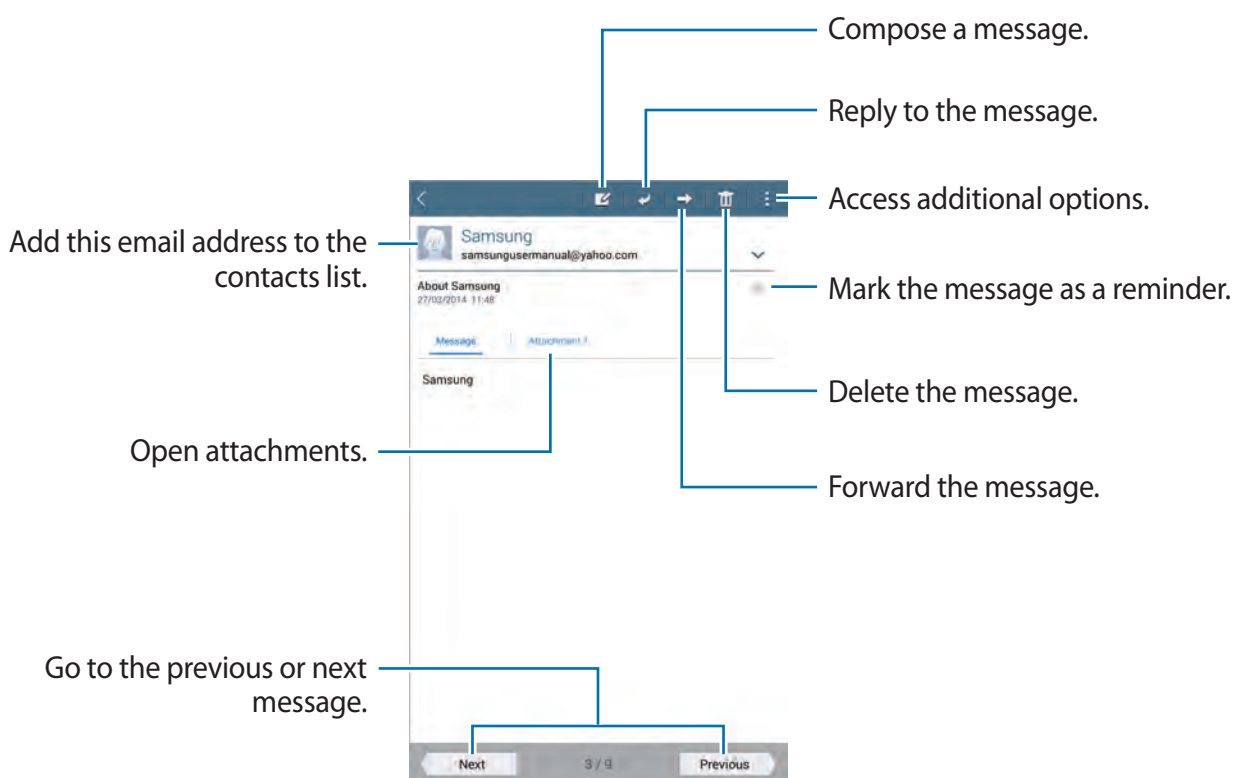 Compose a message.
Reply to the message.
Access additional options.
Add this email address to the
contacts list.
Samsung
samsungusermanual@yahoo.com
About Samsung
27/03/2014 11:48
Mark the message as a reminder.
Message
Attachment 1
Samsung
Delete the message.
Open attachments.
Forward the message.
Go to the previous or next
message.
Next
3 / 9
Previous